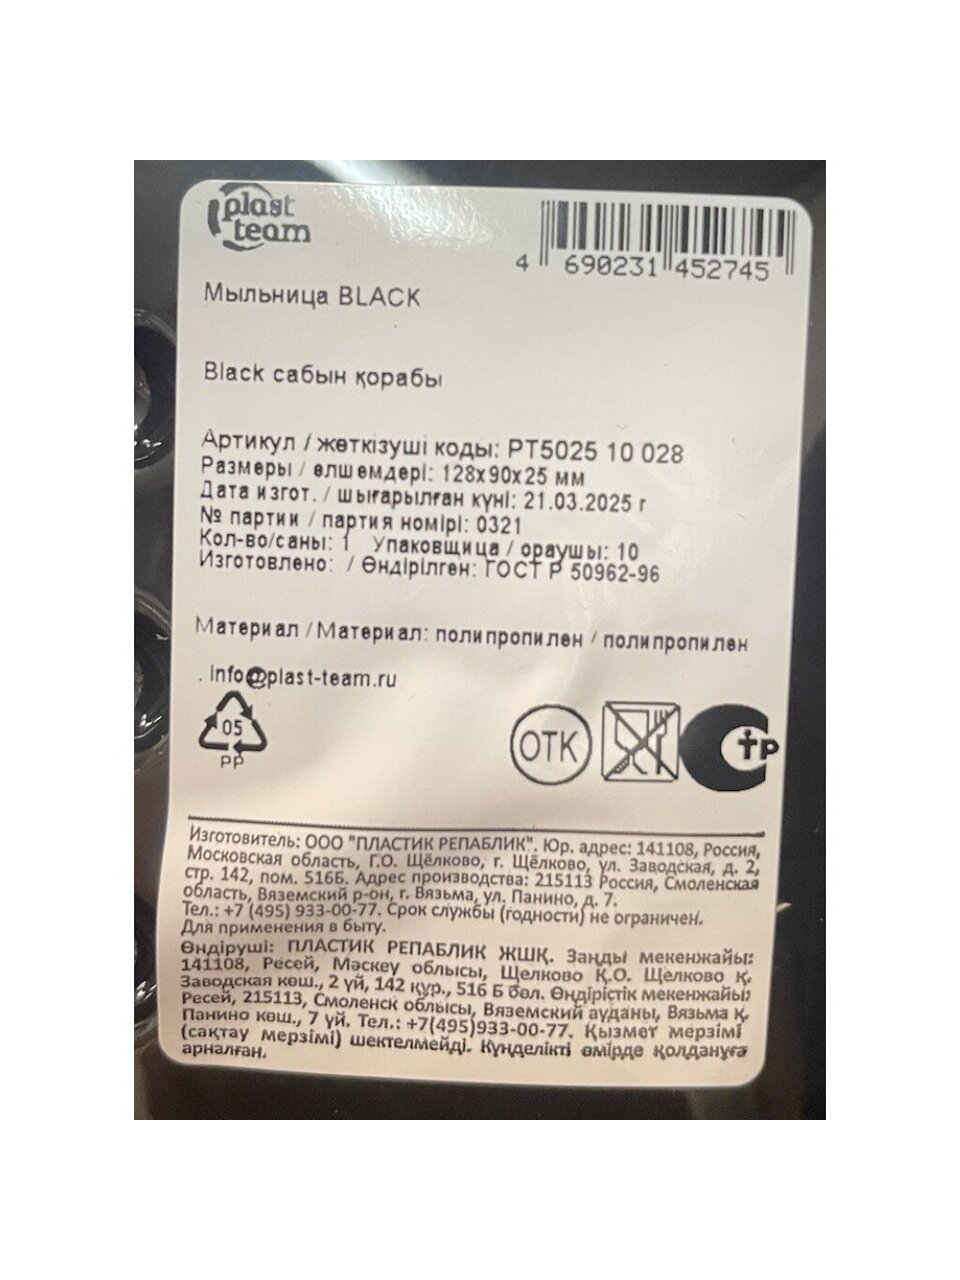 plast
team
4 690231 452745
Мыльница BLACK
Black сабын қорабы
Артикул / жөткізуші коды: PT5025 10 028
Размеры / өлшемдері: 128х90х25 мм
Дата изгот. / шығарылған күні: 21.03.2025 г
№ партии / партия номірі: 0321
Кол-во/саны: 1 Упаковщица / ораушы: 10
Изготовлено: / Өндірілген: ГОСТ Р 50962-96
Материал / Материал: полипропилен / полипропилен
. info@plast-team.ru
05
PP
ОТК
тР
Изготовитель: ООО "ПЛАСТИК РЕПАБЛИК". Юр. адрес: 141108, Россия,
Московская область, Г.О. Щёлково, г. Щёлково, ул. Заводская, д. 2,
стр. 142, пом. 516Б. Адрес производства: 215113 Россия, Смоленская
область, Вяземский р-он, г. Вязьма, ул. Панино, д. 7.
Тел.: +7 (495) 933-00-77. Срок службы (годности) не ограничен.
Для применения в быту.
Өндіруші: ПЛАСТИК РЕПАБЛИК ЖШҚ. Заңды мекенжайы:
141108, Ресей, Мәскеу облысы, Щелково Қ.О. Щелково қ.
Заводская көш., 2 үй, 142 құр., 516 Б бөл. Өндірістік мекенжайы:
Ресей, 215113, Смоленск облысы, Вяземский ауданы, Вязьма қ.
Панино көш., 7 үй. Тел.: +7(495)933-00-77. Қызмет мерзімі
(сақтау мерзімі) шектелмейді. Күнделікті өмірде қолдануға
арналған.